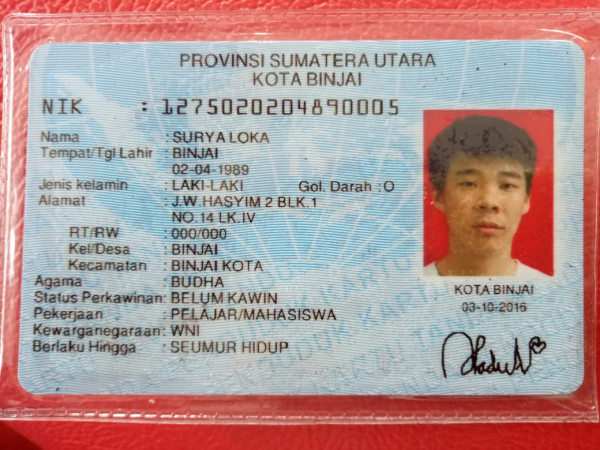 PROVINSI SUMATERA UTARA
KOTA BINJAI
NIK : 1275020204890005
Nama : SURYA LOKA
Tempat/Tgl Lahir : BINJAI
02-04-1989
Jenis kelamin : LAKI-LAKI Gol. Darah : O
Alamat : J.W.HASYIM 2 BLK.1
NO.14 LK.IV
RT/RW : 000/000
Kel/Desa : BINJAI
Kecamatan : BINJAI KOTA
Agama : BUDHA
Status Perkawinan: BELUM KAWIN
Pekerjaan : PELAJAR/MAHASISWA
Kewarganegaraan: WNI
Berlaku Hingga : SEUMUR HIDUP
KOTA BINJAI
03-10-2016